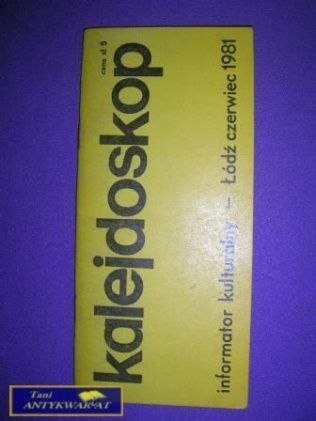 cena zł 5
kalejdoskop
informator kulturalny – Łódź czerwiec 1981
Tani
ANTYKWARIAT